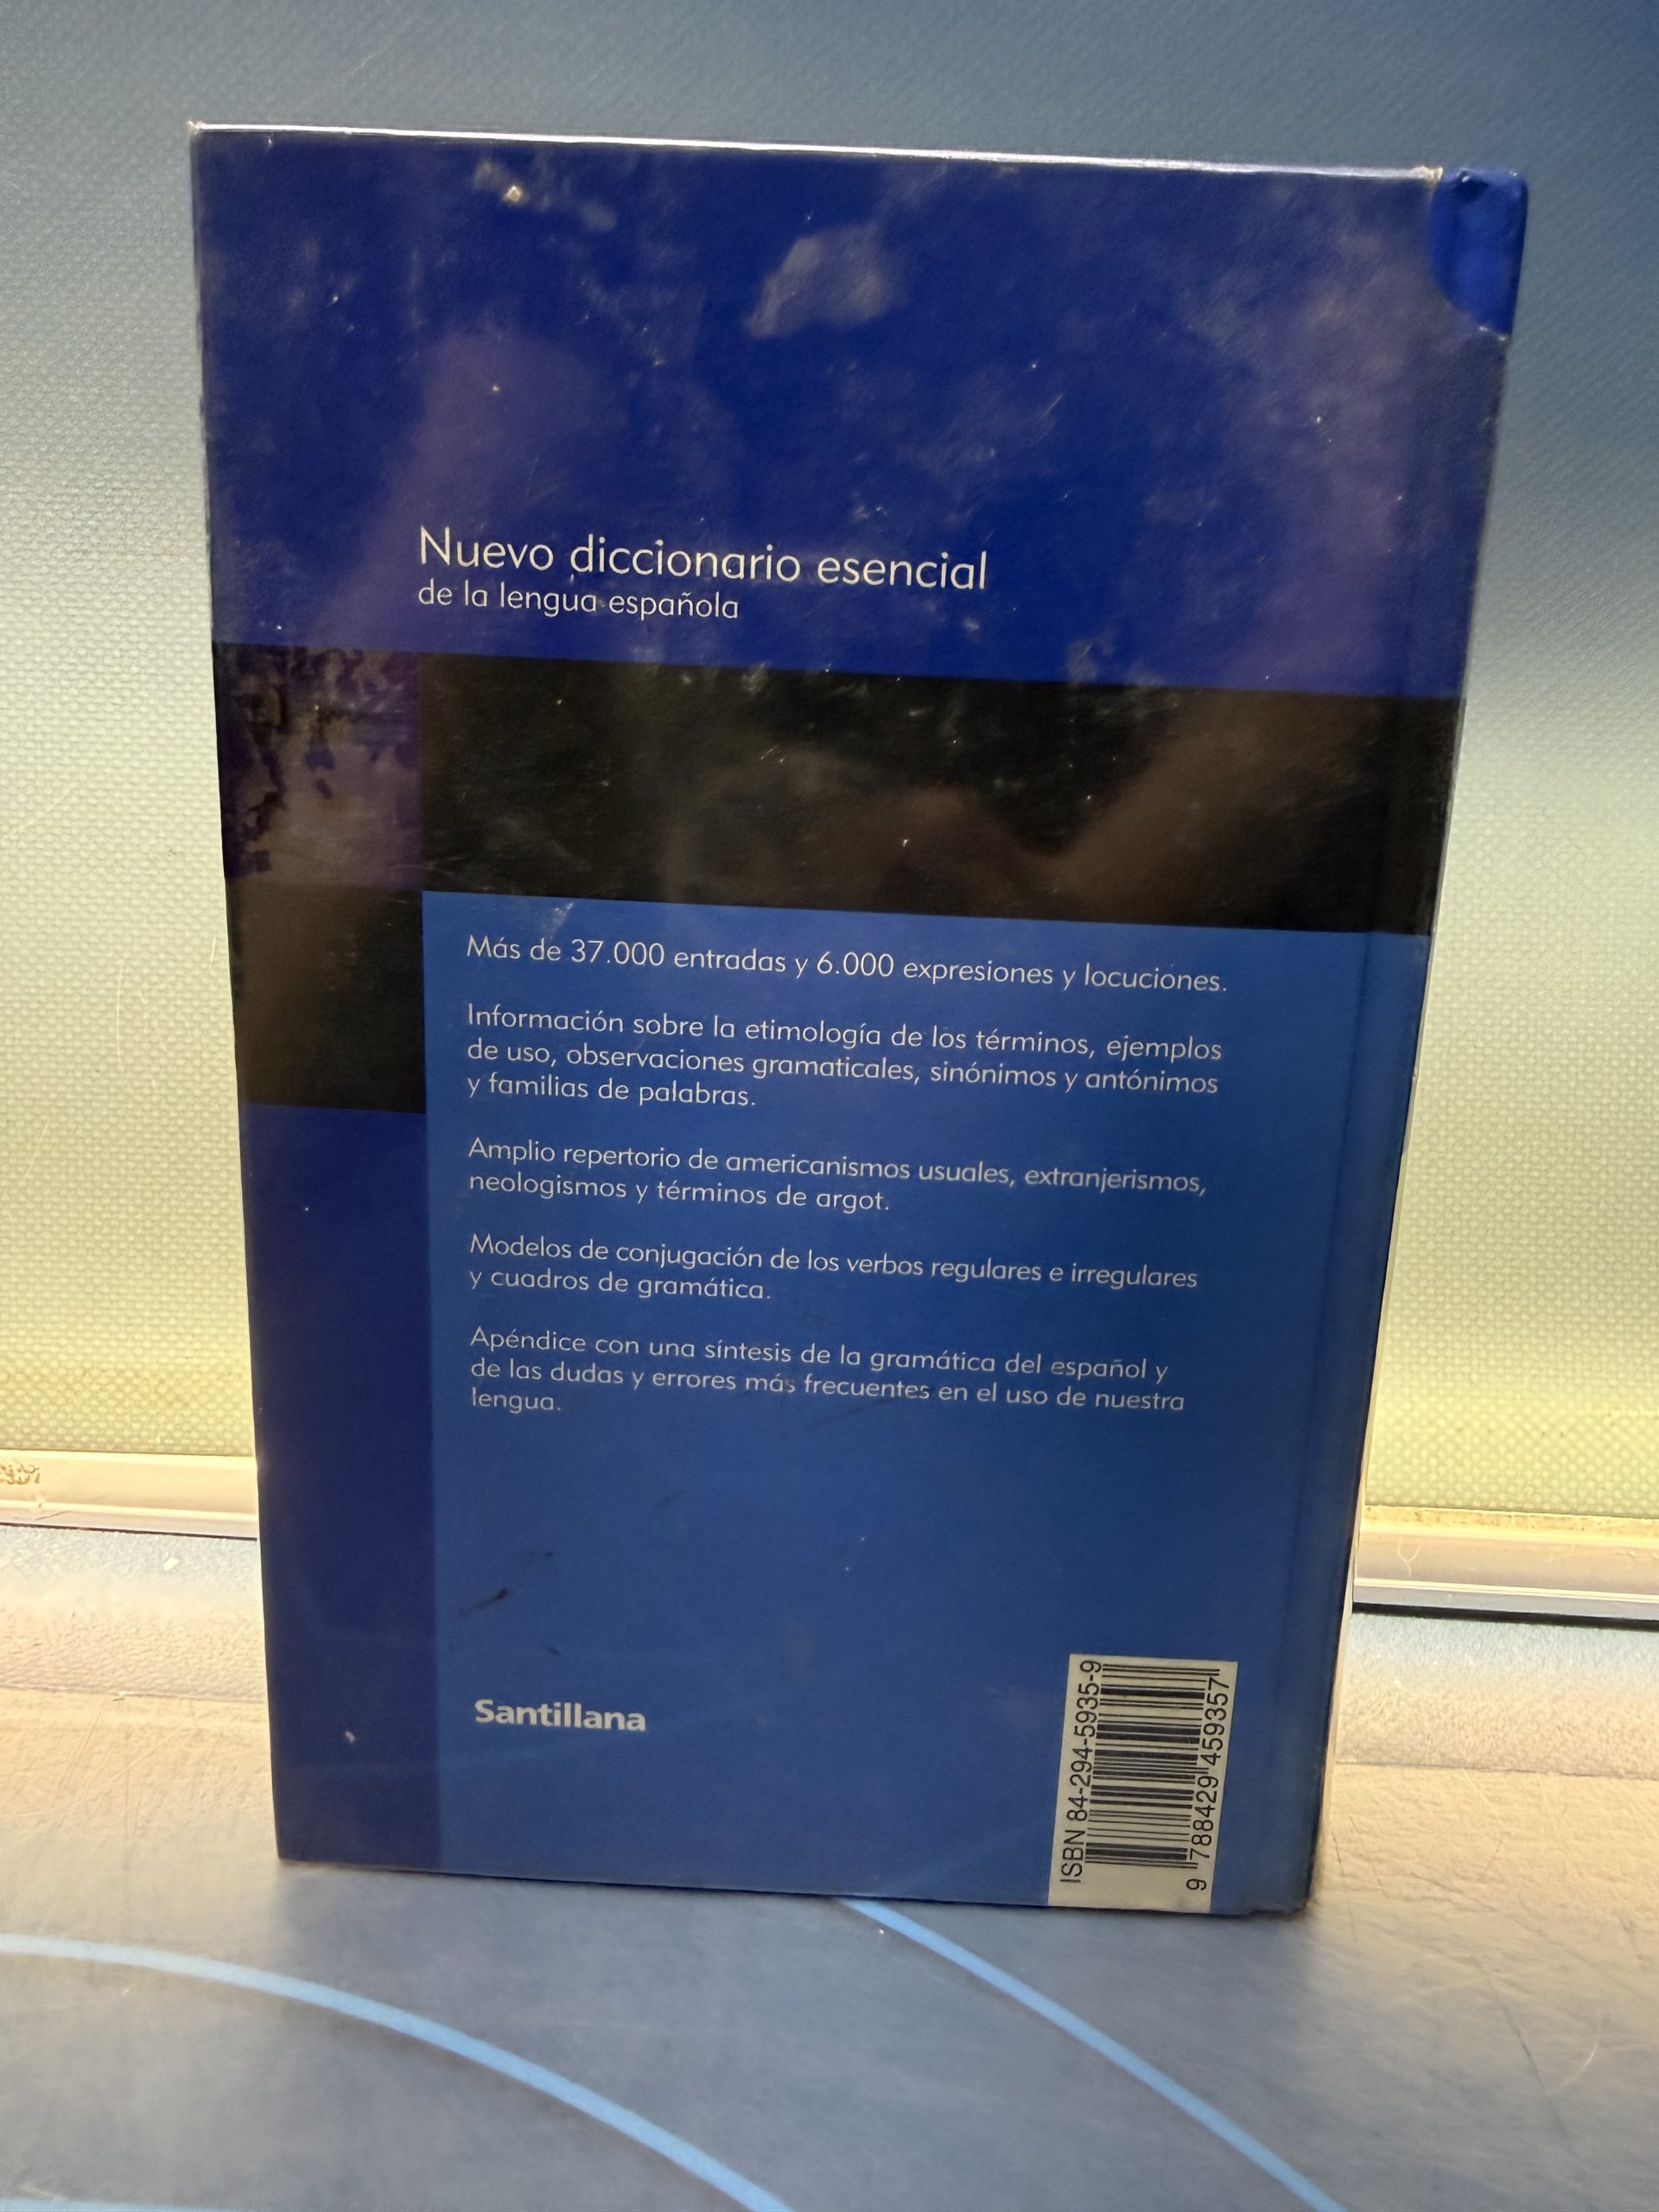 Nuevo diccionario esencial
de la lengua española
Más de 37.000 entradas y 6.000 expresiones y locuciones.
Información sobre la etimología de los términos, ejemplos
de uso, observaciones gramaticales, sinónimos y antónimos
y familias de palabras.
Amplio repertorio de americanismos usuales, extranjerismos,
neologismos y términos de argot.
Modelos de conjugación de los verbos regulares e irregulares
y cuadros de gramática.
Apéndice con una síntesis de la gramática del español y
de las dudas y errores más frecuentes en el uso de nuestra
lengua.
Santillana
ISBN 84-294-5935-9
9 788429 459357